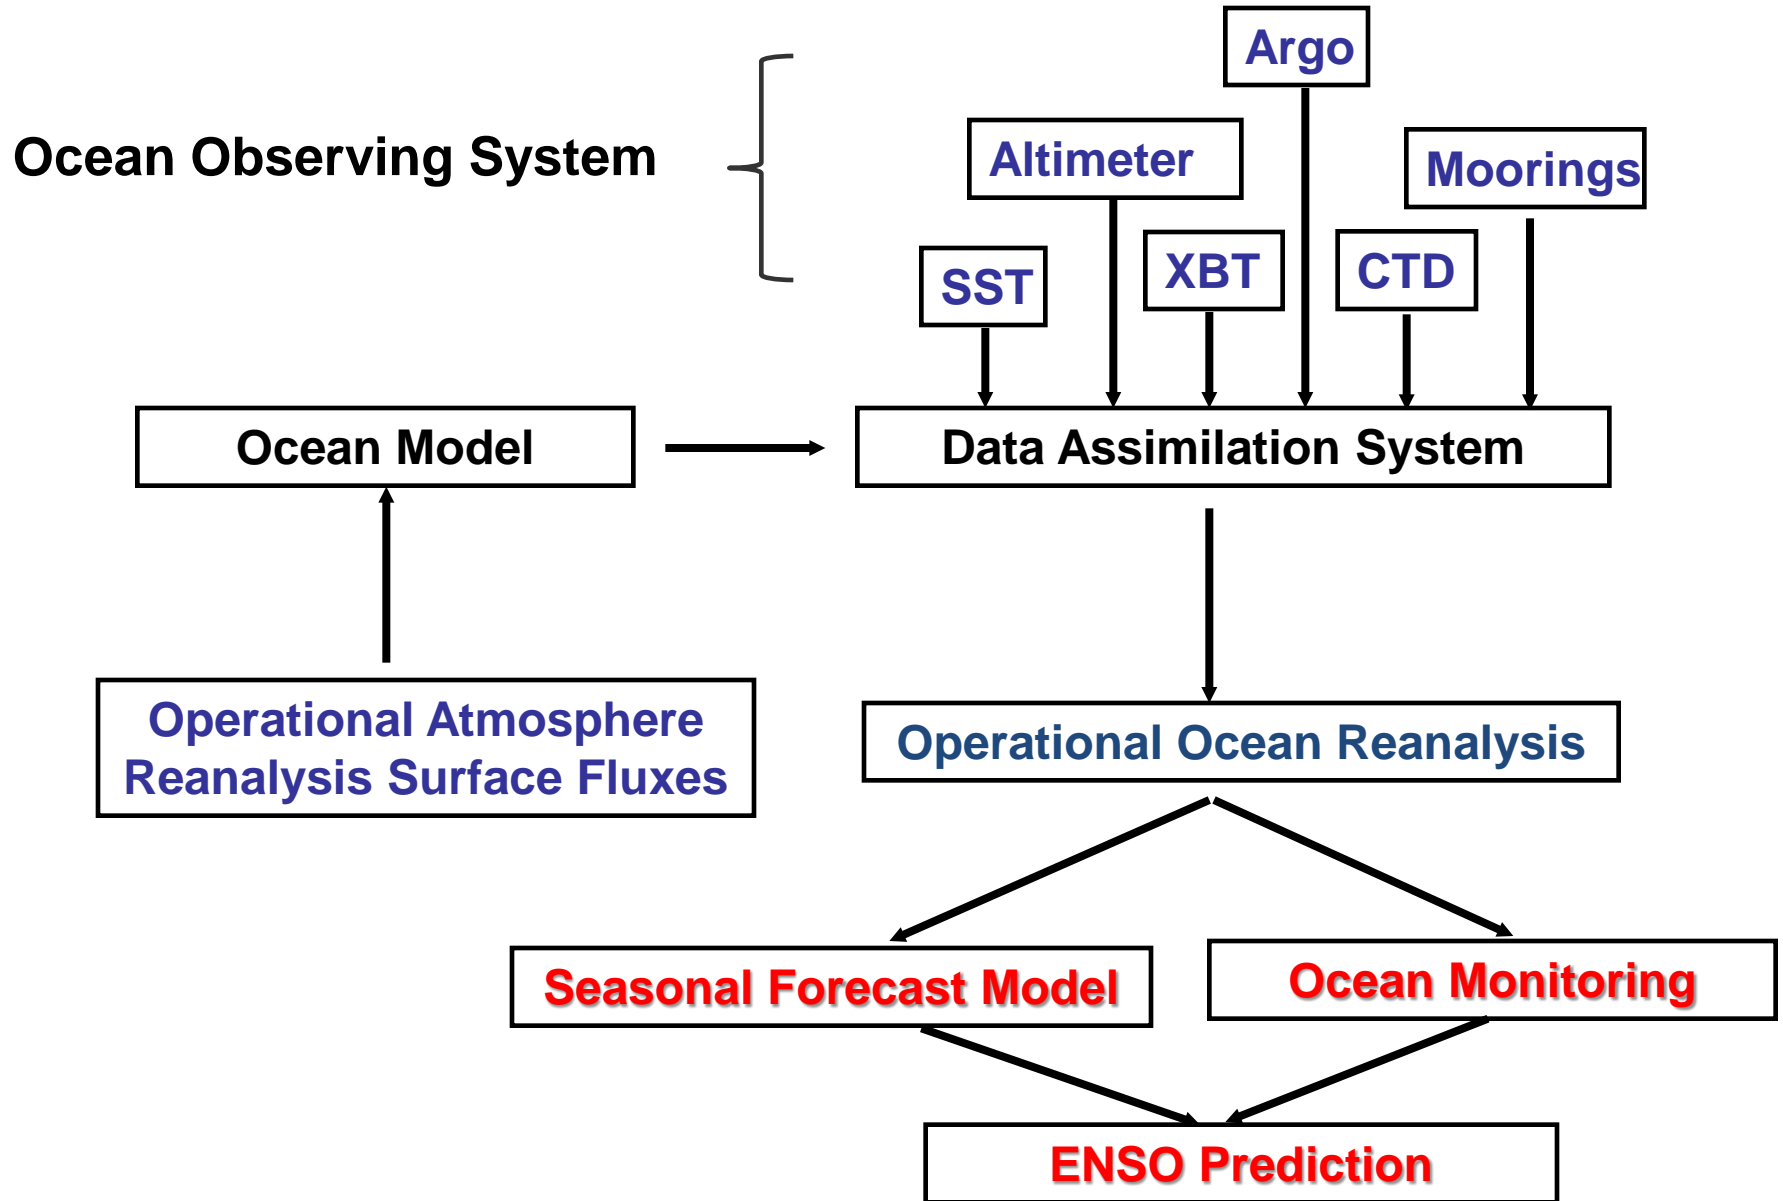 Argo
Ocean Observing System
Altimeter
Moorings
SST
XBT
CTD
Ocean Model
Data Assimilation System
Operational Atmosphere
Reanalysis Surface Fluxes
Operational Ocean Reanalysis
Seasonal Forecast Model
Ocean Monitoring
ENSO Prediction